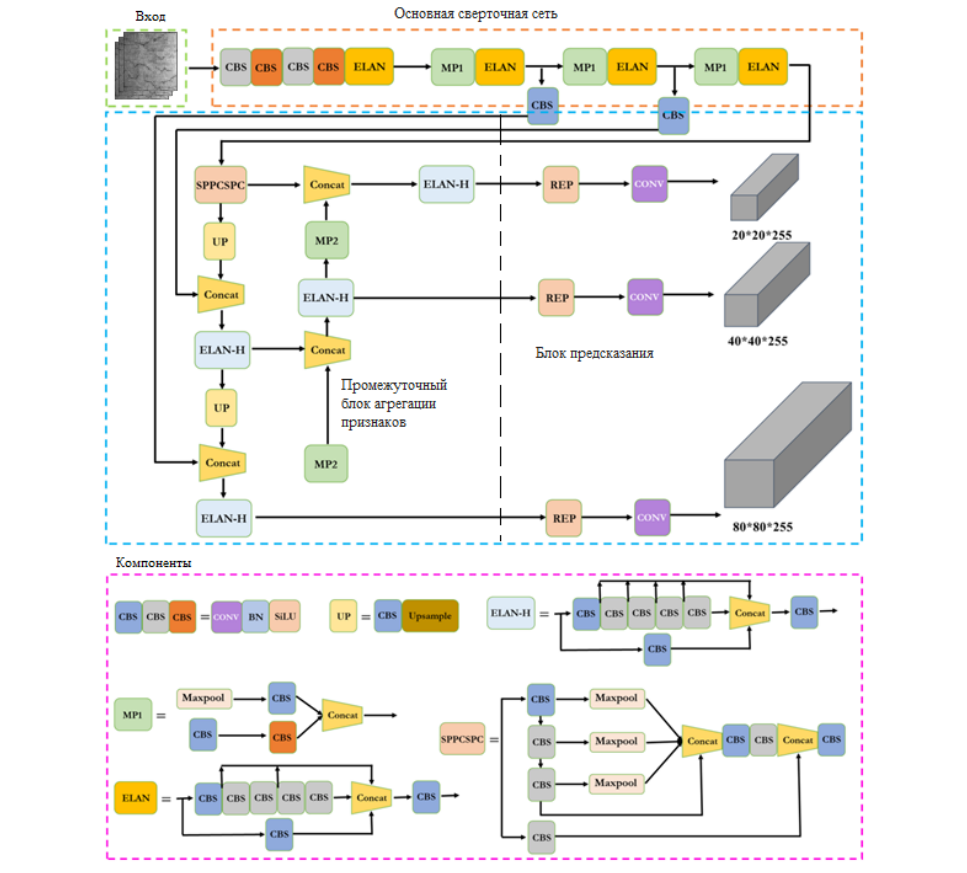 Вход
Основная сверточная сеть
CBS CBS CBS CBS ELAN MP1 ELAN MP1 ELAN MP1 ELAN
CBS CBS
SPPCSPC Concat ELAN-H REP CONV
20*20*255
UP MP2
Concat ELAN-H REP CONV
40*40*255
ELAN-H Concat
Блок предсказания
Промежуточный
блок агрегации
признаков
UP
Concat MP2
ELAN-H REP CONV
80*80*255
Компоненты
CBS CBS CBS = CONV BN SiLU
UP = CBS Upsample
ELAN-H = CBS CBS CBS CBS CBS Concat CBS
CBS
MP1 = Maxpool CBS
CBS CBS
Concat
SPPCSPC = CBS Maxpool
CBS Maxpool Concat CBS CBS Concat CBS
CBS Maxpool
CBS
ELAN = CBS CBS CBS CBS CBS Concat CBS
CBS